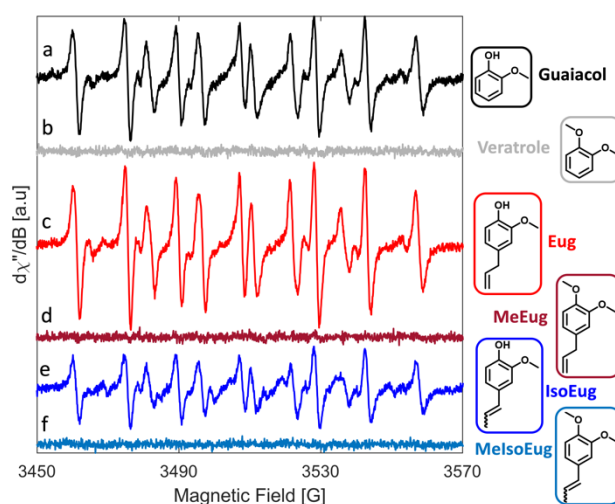 a
b
c
d
e
f
dχ"/dB [a.u]
3450
3490
3530
3570
Magnetic Field [G]
OH
O
Guaiacol
Veratrole
O
O
OH
O
Eug
O
O
MeEug
OH
O
IsoEug
O
O
MeIsoEug